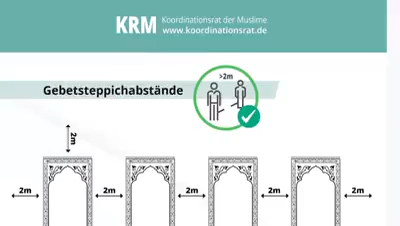 KRM Koordinationsrat der Muslime
www.koordinationsrat.de
>2m
Gebetsteppichabstände
2m
2m 2m 2m 2m 2m